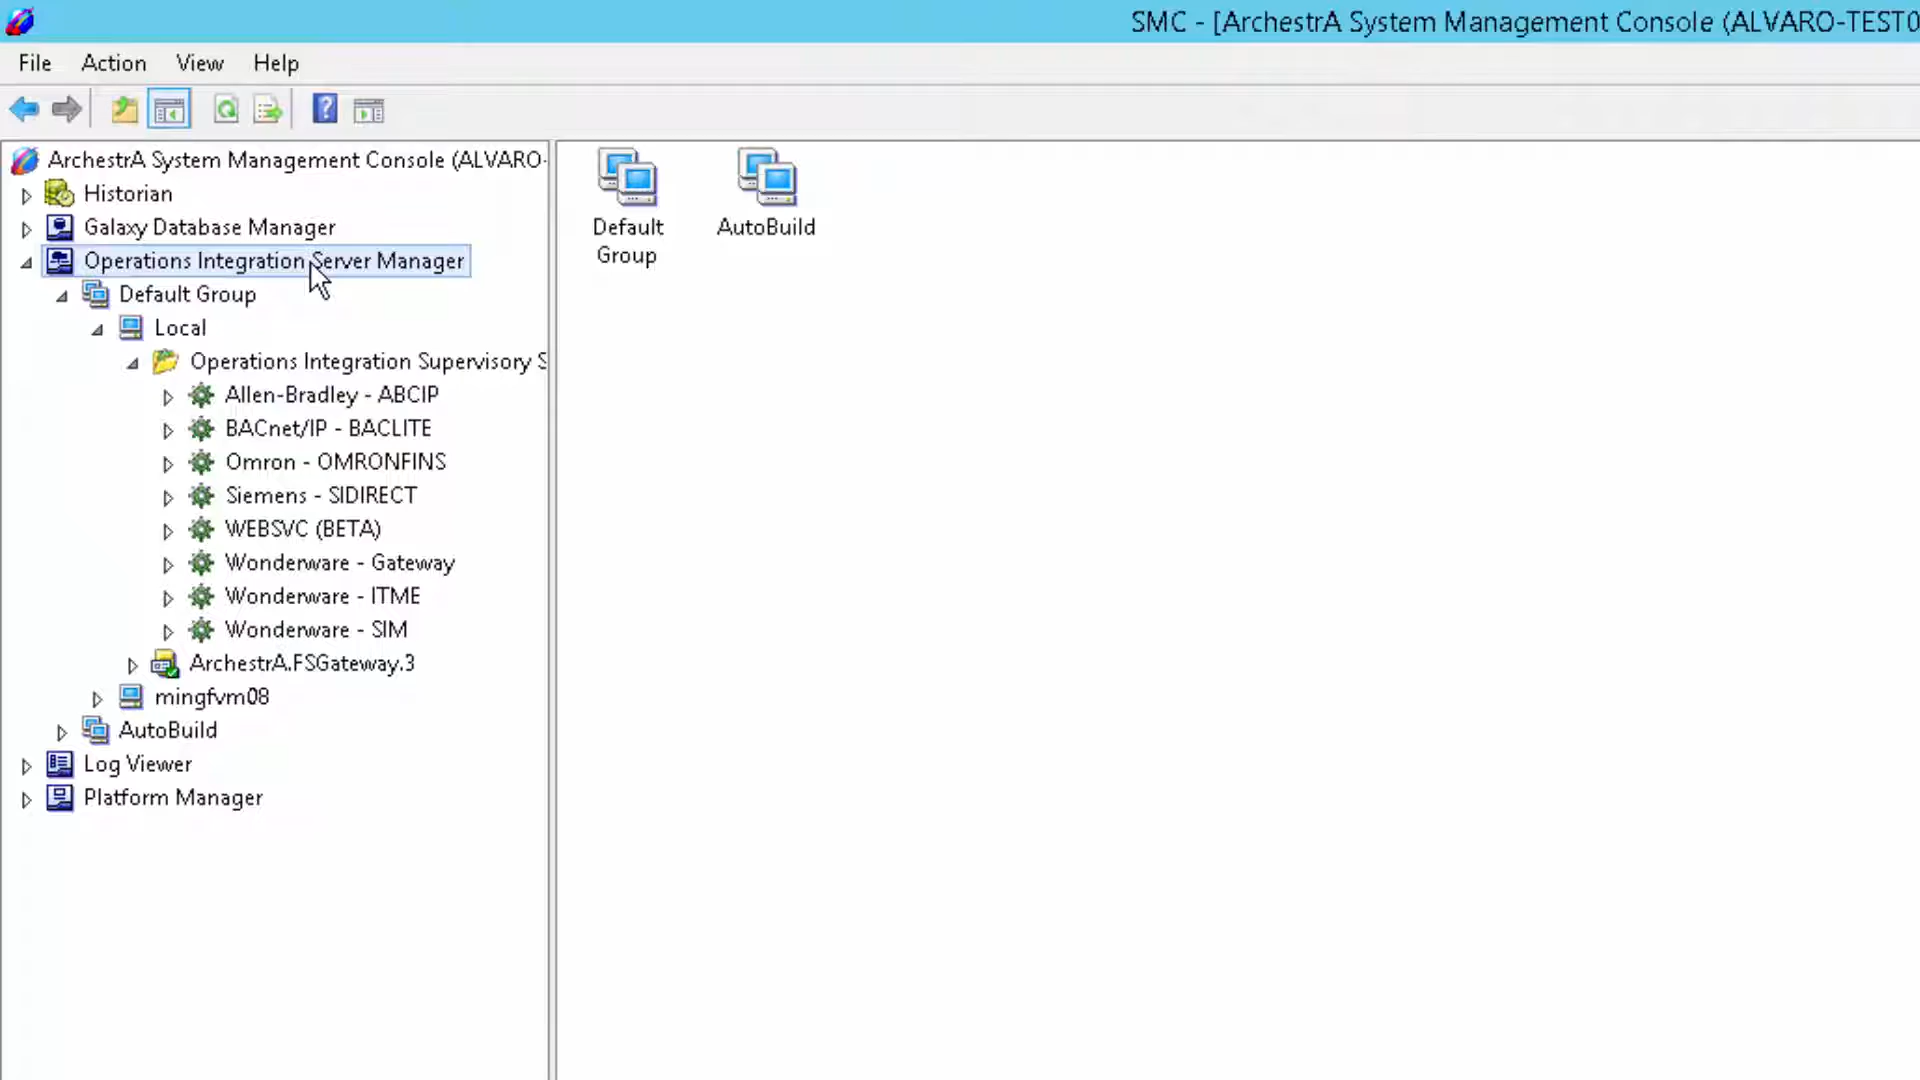 SMC - [ArchestrA System Management Console (ALVARO-TEST0
File Action View Help
ArchestrA System Management Console (ALVARO-
Historian
Galaxy Database Manager
Operations Integration Server Manager
Default Group
Local
Operations Integration Supervisory S
Allen-Bradley - ABCIP
BACnet/IP - BACLITE
Omron - OMRONFINS
Siemens - SIDIRECT
WEBSVC (BETA)
Wonderware - Gateway
Wonderware - ITME
Wonderware - SIM
ArchestrA.FSGateway.3
mingfvm08
AutoBuild
Log Viewer
Platform Manager
Default
Group
AutoBuild